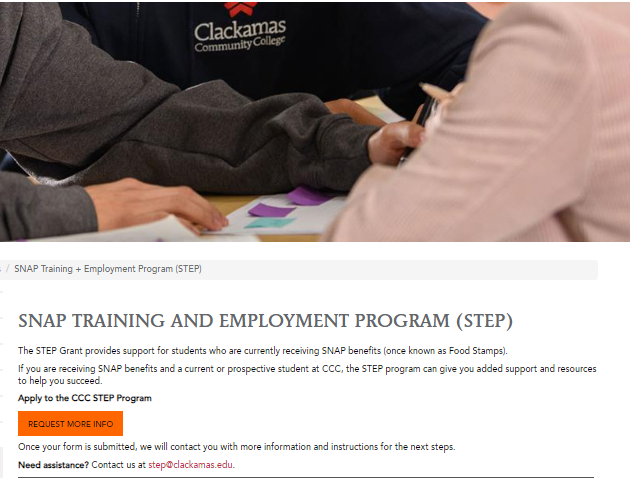 Clackamas
Community College
/ SNAP Training + Employment Program (STEP)
SNAP TRAINING AND EMPLOYMENT PROGRAM (STEP)
The STEP Grant provides support for students who are currently receiving SNAP benefits (once known as Food Stamps).
If you are receiving SNAP benefits and a current or prospective student at CCC, the STEP program can give you added support and resources
to help you succeed.
Apply to the CCC STEP Program
REQUEST MORE INFO
Once your form is submitted, we will contact you with more information and instructions for the next steps.
Need assistance? Contact us at step@clackamas.edu.